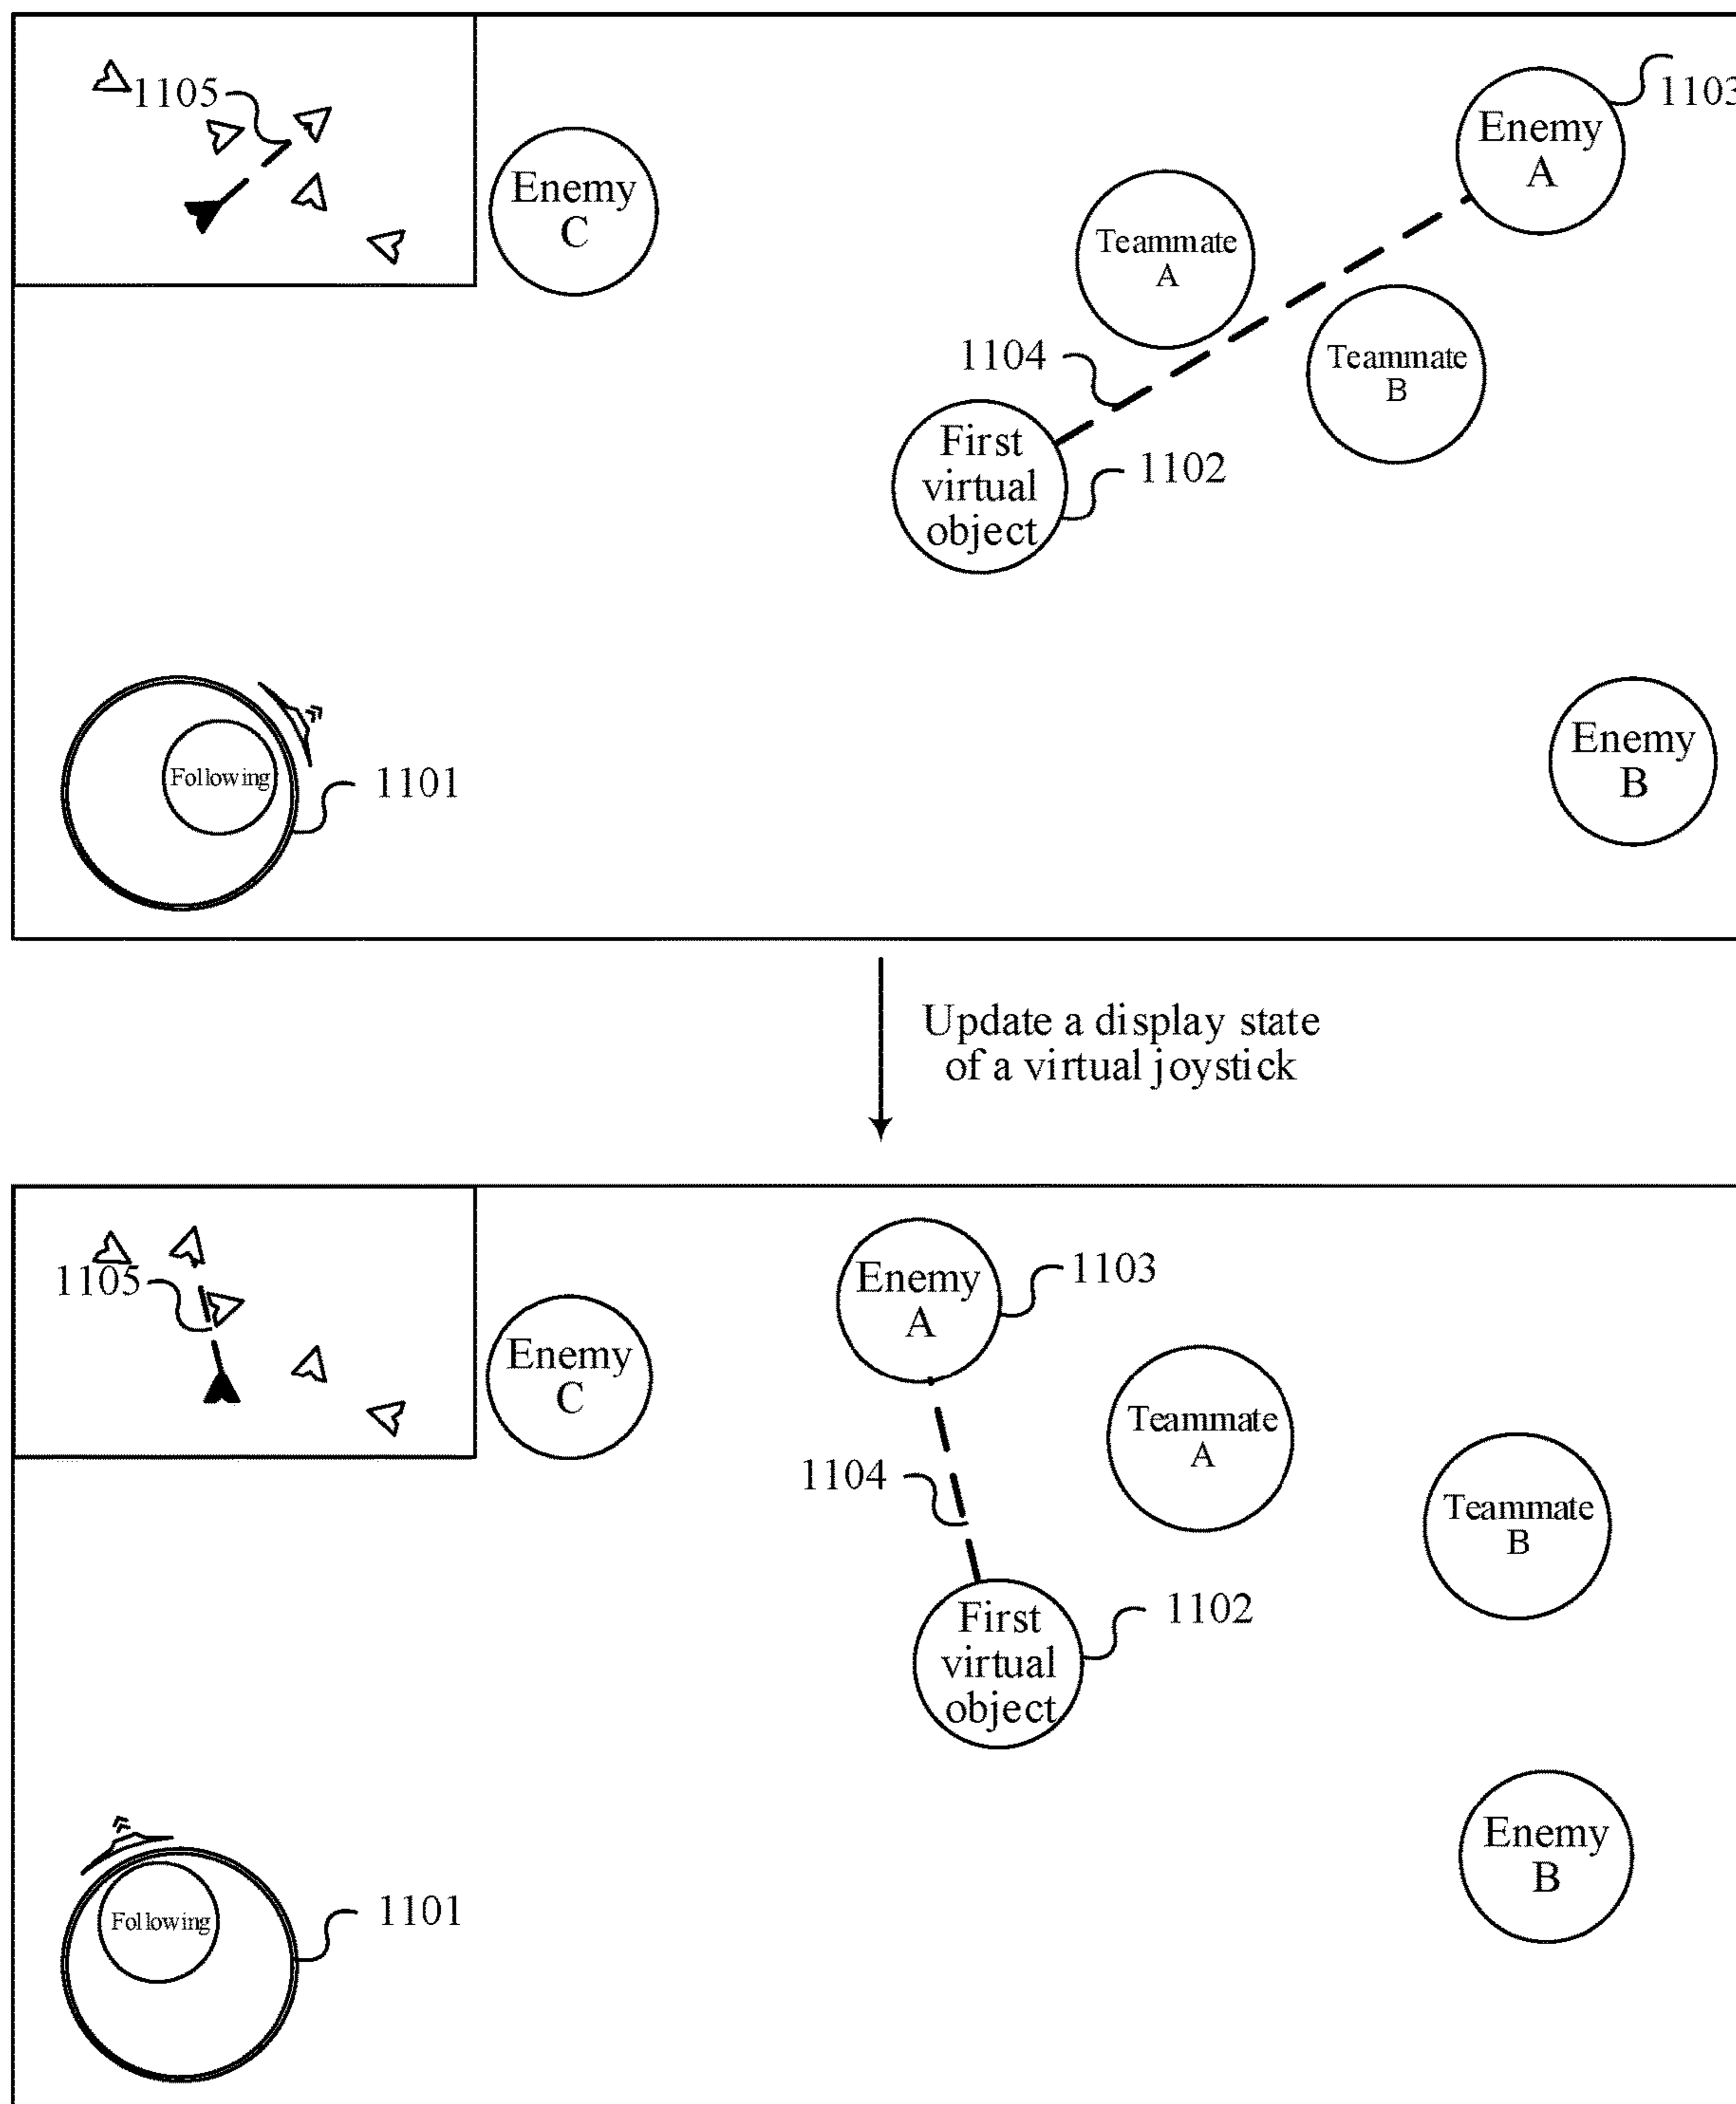 1105
1103
Enemy
A
Enemy
C
Teammate
A
1104
Teammate
B
First
virtual
object
1102
Following
1101
Enemy
B
Update a display state
of a virtual joystick
1105
Enemy
A
1103
Enemy
C
Teammate
A
1104
Teammate
B
First
virtual
object
1102
Enemy
B
Following
1101